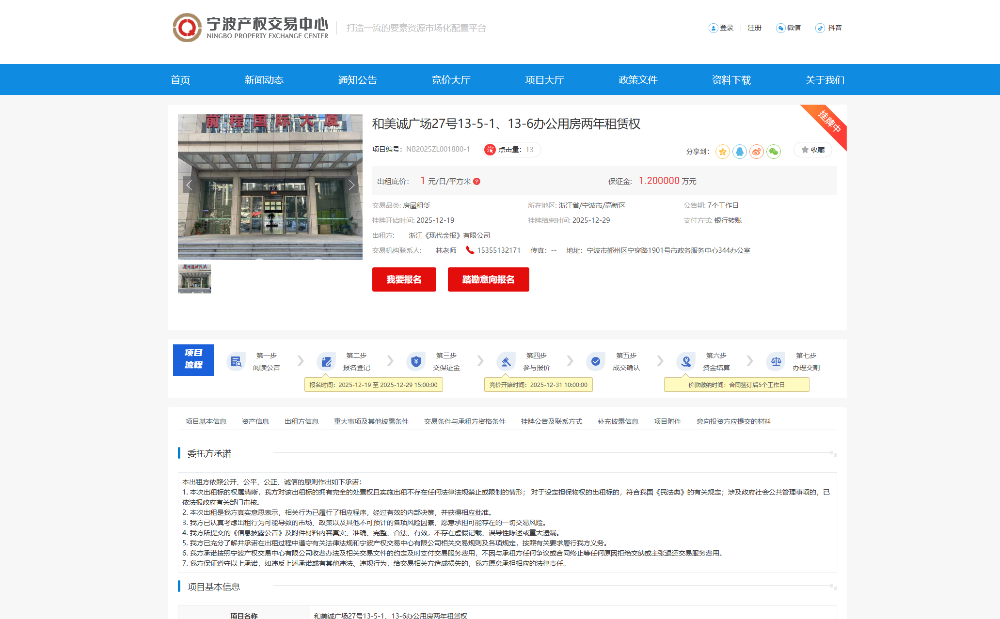 宁波产权交易中心
NINGBO PROPERTY EXCHANGE CENTER
打造一流的要素资源市场化配置平台
登录 | 注册 微信 抖音
首页 新闻动态 通知公告 竞价大厅 项目大厅 政策文件 资料下载 关于我们
前程国际大厦
和美诚广场27号13-5-1、13-6办公用房两年租赁权
挂牌中
项目编号：NB2025ZL001880-1 点击量：13 分享到： 收藏
出租底价： 1 元/日/平方米 ? 保证金: 1.200000 万元
交易品类: 房屋租赁 所在地区: 浙江省/宁波市/高新区 公告期: 7个工作日
挂牌开始时间: 2025-12-19 挂牌结束时间: 2025-12-29 支付方式: 银行转账
出租方: 浙江《现代金报》有限公司
交易机构联系人: 林老师 15355132171 传真：-- 地址：宁波市鄞州区宁穿路1901号市政务服务中心344办公室
我要报名 踏勘意向报名
项目
流程
第一步 第二步 第三步 第四步 第五步 第六步 第七步
阅读公告 报名登记 交保证金 参与报价 成交确认 资金结算 办理交割
报名时间：2025-12-19 至 2025-12-29 15:00:00 竞价开始时间：2025-12-31 10:00:00 价款缴纳时间：合同签订后5个工作日
项目基本信息 资产信息 出租方信息 重大事项及其他披露条件 交易条件与承租方资格条件 挂牌公告及联系方式 补充披露信息 项目附件 意向投资方应提交的材料
委托方承诺
本出租方依照公开、公平、公正、诚信的原则作出如下承诺：
1. 本次出租标的权属清晰，我方对该出租标的拥有完全的处置权且实施出租不存在任何法律法规禁止或限制的情形； 对于设定担保物权的出租标的，符合我国《民法典》的有关规定；涉及政府社会公共管理事项的，已
依法报政府有关部门审核。
2. 本次出租是我方真实意思表示，相关行为已履行了相应程序，经过有效的内部决策，并获得相应批准。
3. 我方已认真考虑出租行为可能导致的市场、政策以及其他不可预计的各项风险因素，愿意承担可能存在的一切交易风险。
4. 我方所提交的《信息披露公告》及附件材料内容真实、准确、完整、合法、有效，不存在虚假记载、误导性陈述或重大遗漏。
5. 我方已充分了解并承诺在出租过程中遵守有关法律法规和宁波产权交易中心有限公司相关交易规则及各项规定，按照有关要求履行我方义务。
6. 我方承诺按照宁波产权交易中心有限公司收费办法及相关交易文件的约定及时支付交易服务费用，不因与承租方任何争议或合同终止等任何原因拒绝交纳或主张退还交易服务费用。
7. 我方保证遵守以上承诺，如违反上述承诺或有其他违法、违规行为，给交易相关方造成损失的，我方愿意承担相应的法律责任。
项目基本信息
项目名称 和美诚广场27号13-5-1、13-6办公用房两年租赁权